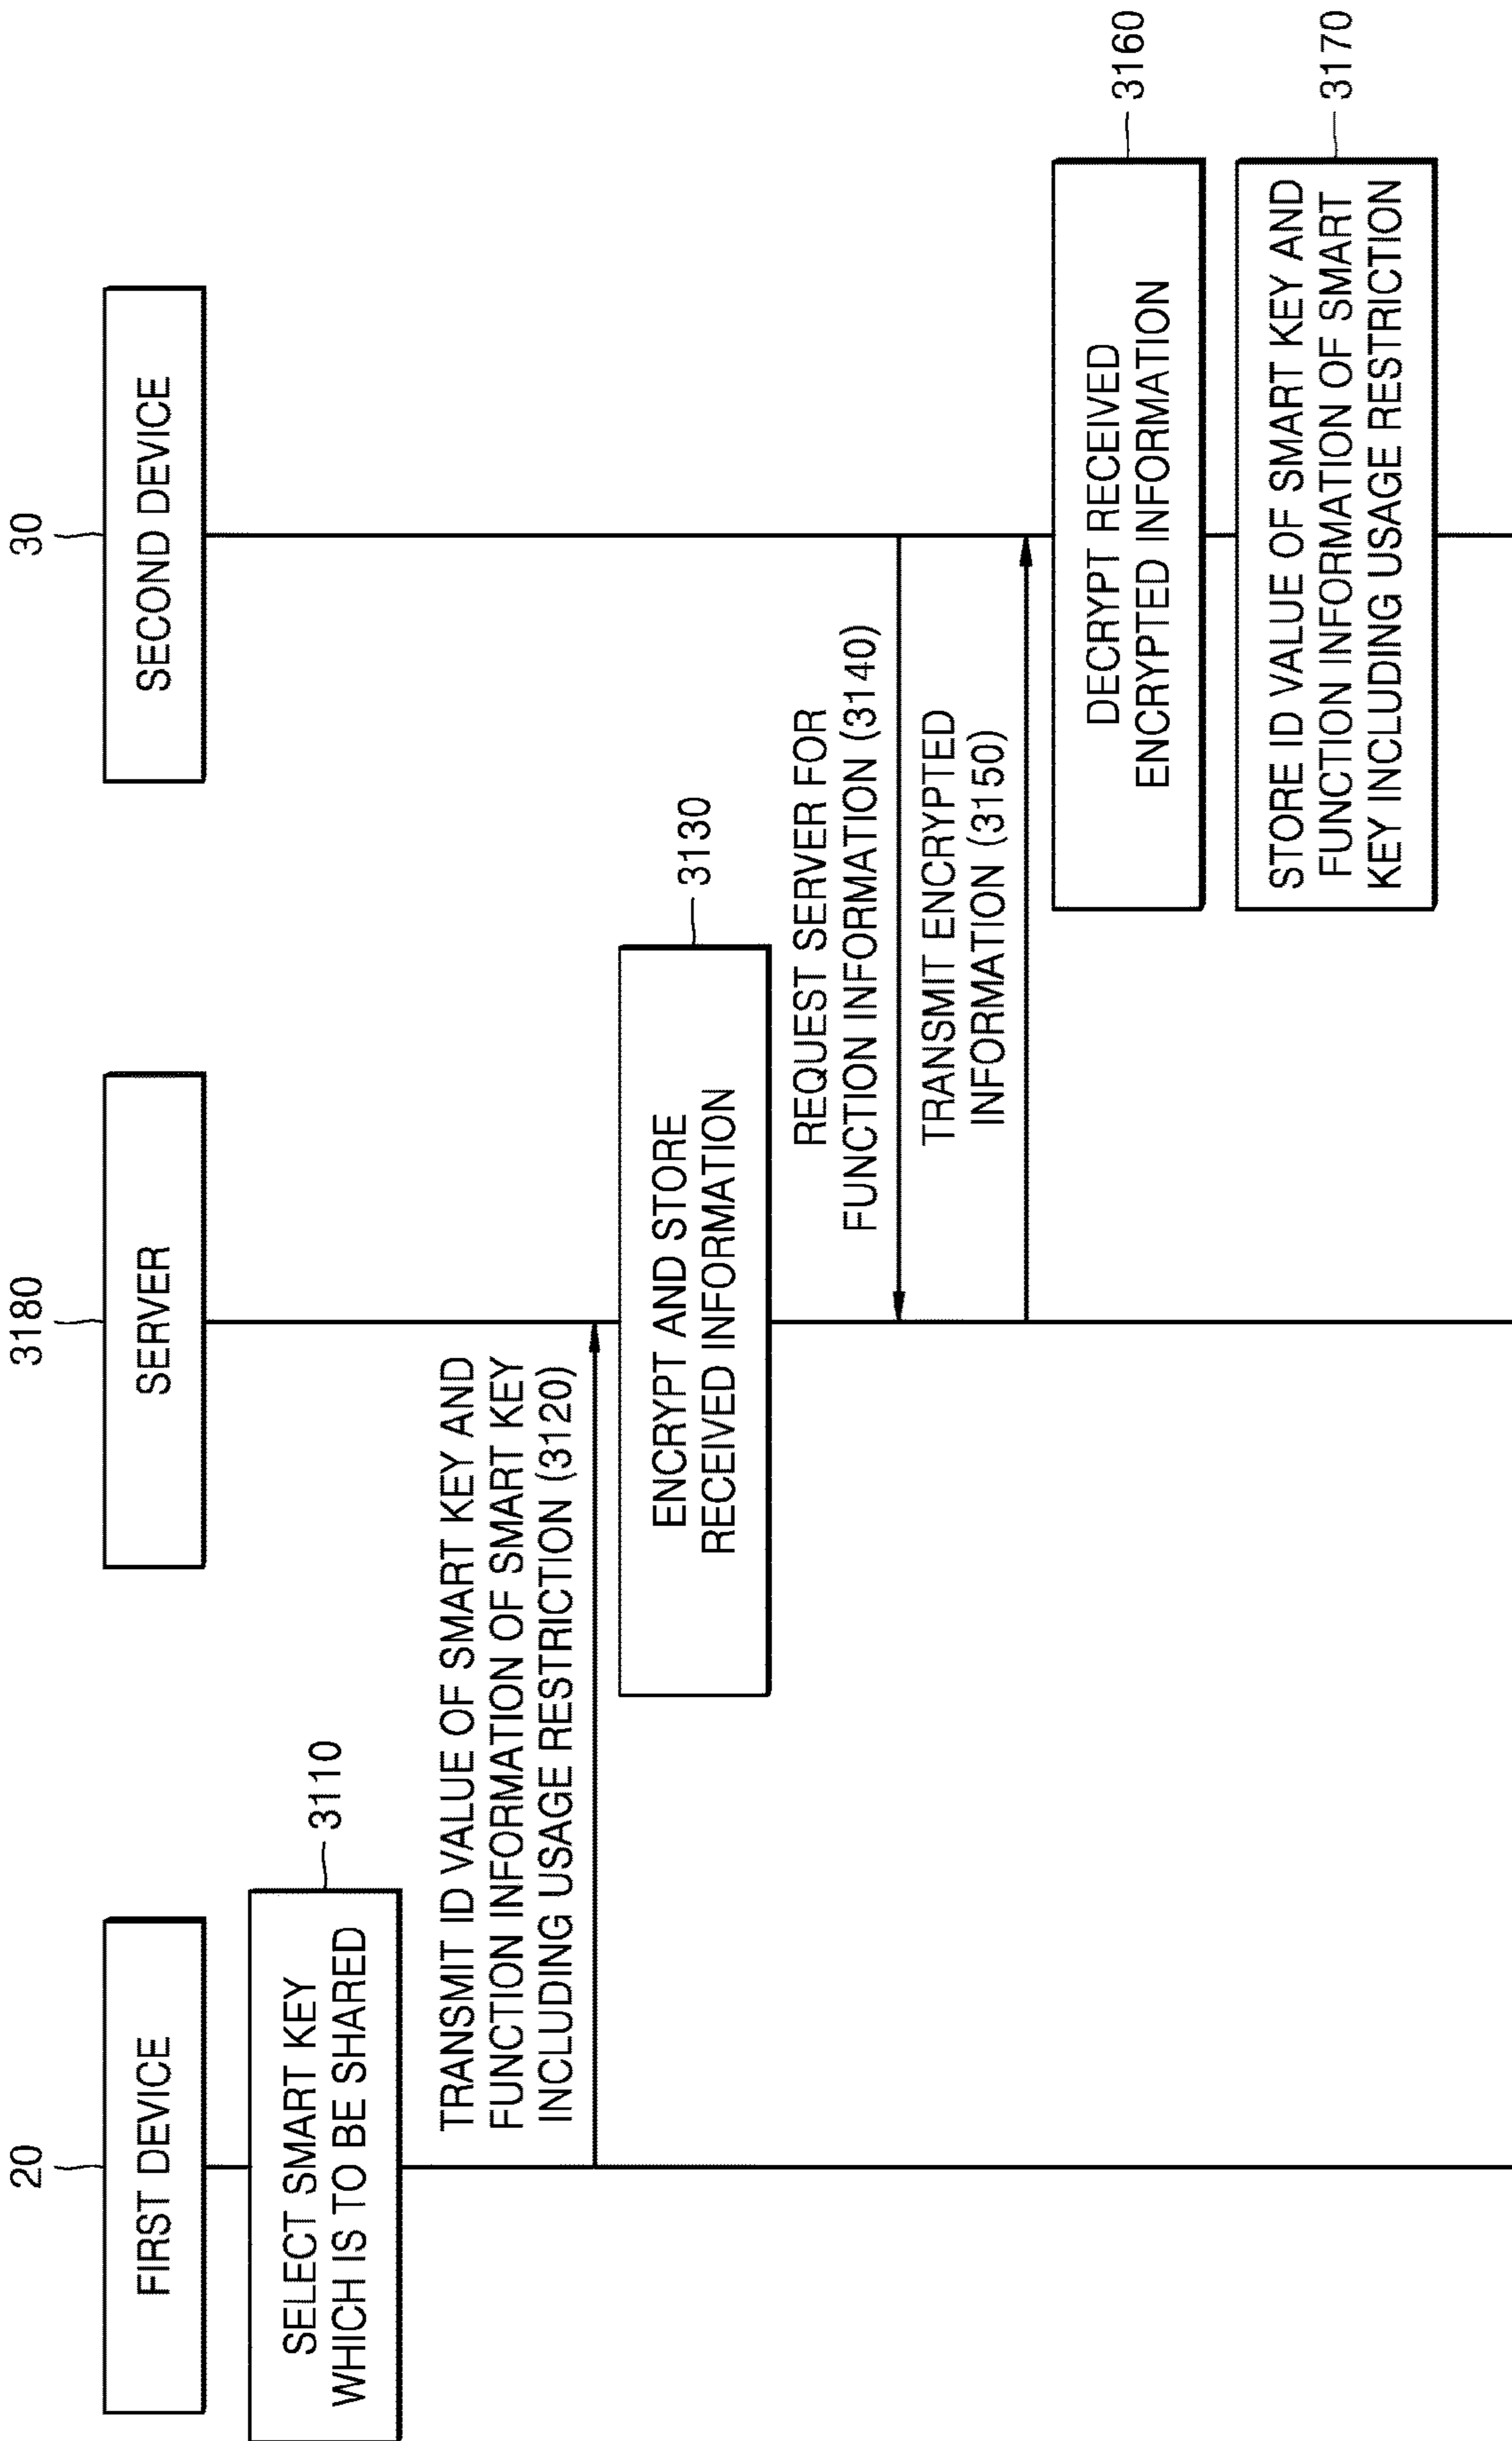 20
FIRST DEVICE
3180
SERVER
30
SECOND DEVICE
SELECT SMART KEY
WHICH IS TO BE SHARED
3110
TRANSMIT ID VALUE OF SMART KEY AND
FUNCTION INFORMATION OF SMART KEY
INCLUDING USAGE RESTRICTION (3120)
ENCRYPT AND STORE
RECEIVED INFORMATION
3130
REQUEST SERVER FOR
FUNCTION INFORMATION (3140)
TRANSMIT ENCRYPTED
INFORMATION (3150)
DECRYPT RECEIVED
ENCRYPTED INFORMATION
3160
STORE ID VALUE OF SMART KEY AND
FUNCTION INFORMATION OF SMART
KEY INCLUDING USAGE RESTRICTION
3170